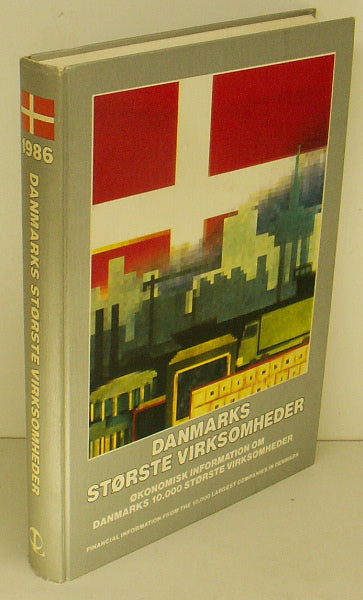 1986
DANMARKS STØRSTE VIRKSOMHEDER
DANMARKS
STØRSTE VIRKSOMHEDER
ØKONOMISK INFORMATION OM
DANMARKS 10.000 STØRSTE VIRKSOMHEDER
FINANCIAL INFORMATION FROM THE 10,000 LARGEST COMPANIES IN DENMARK